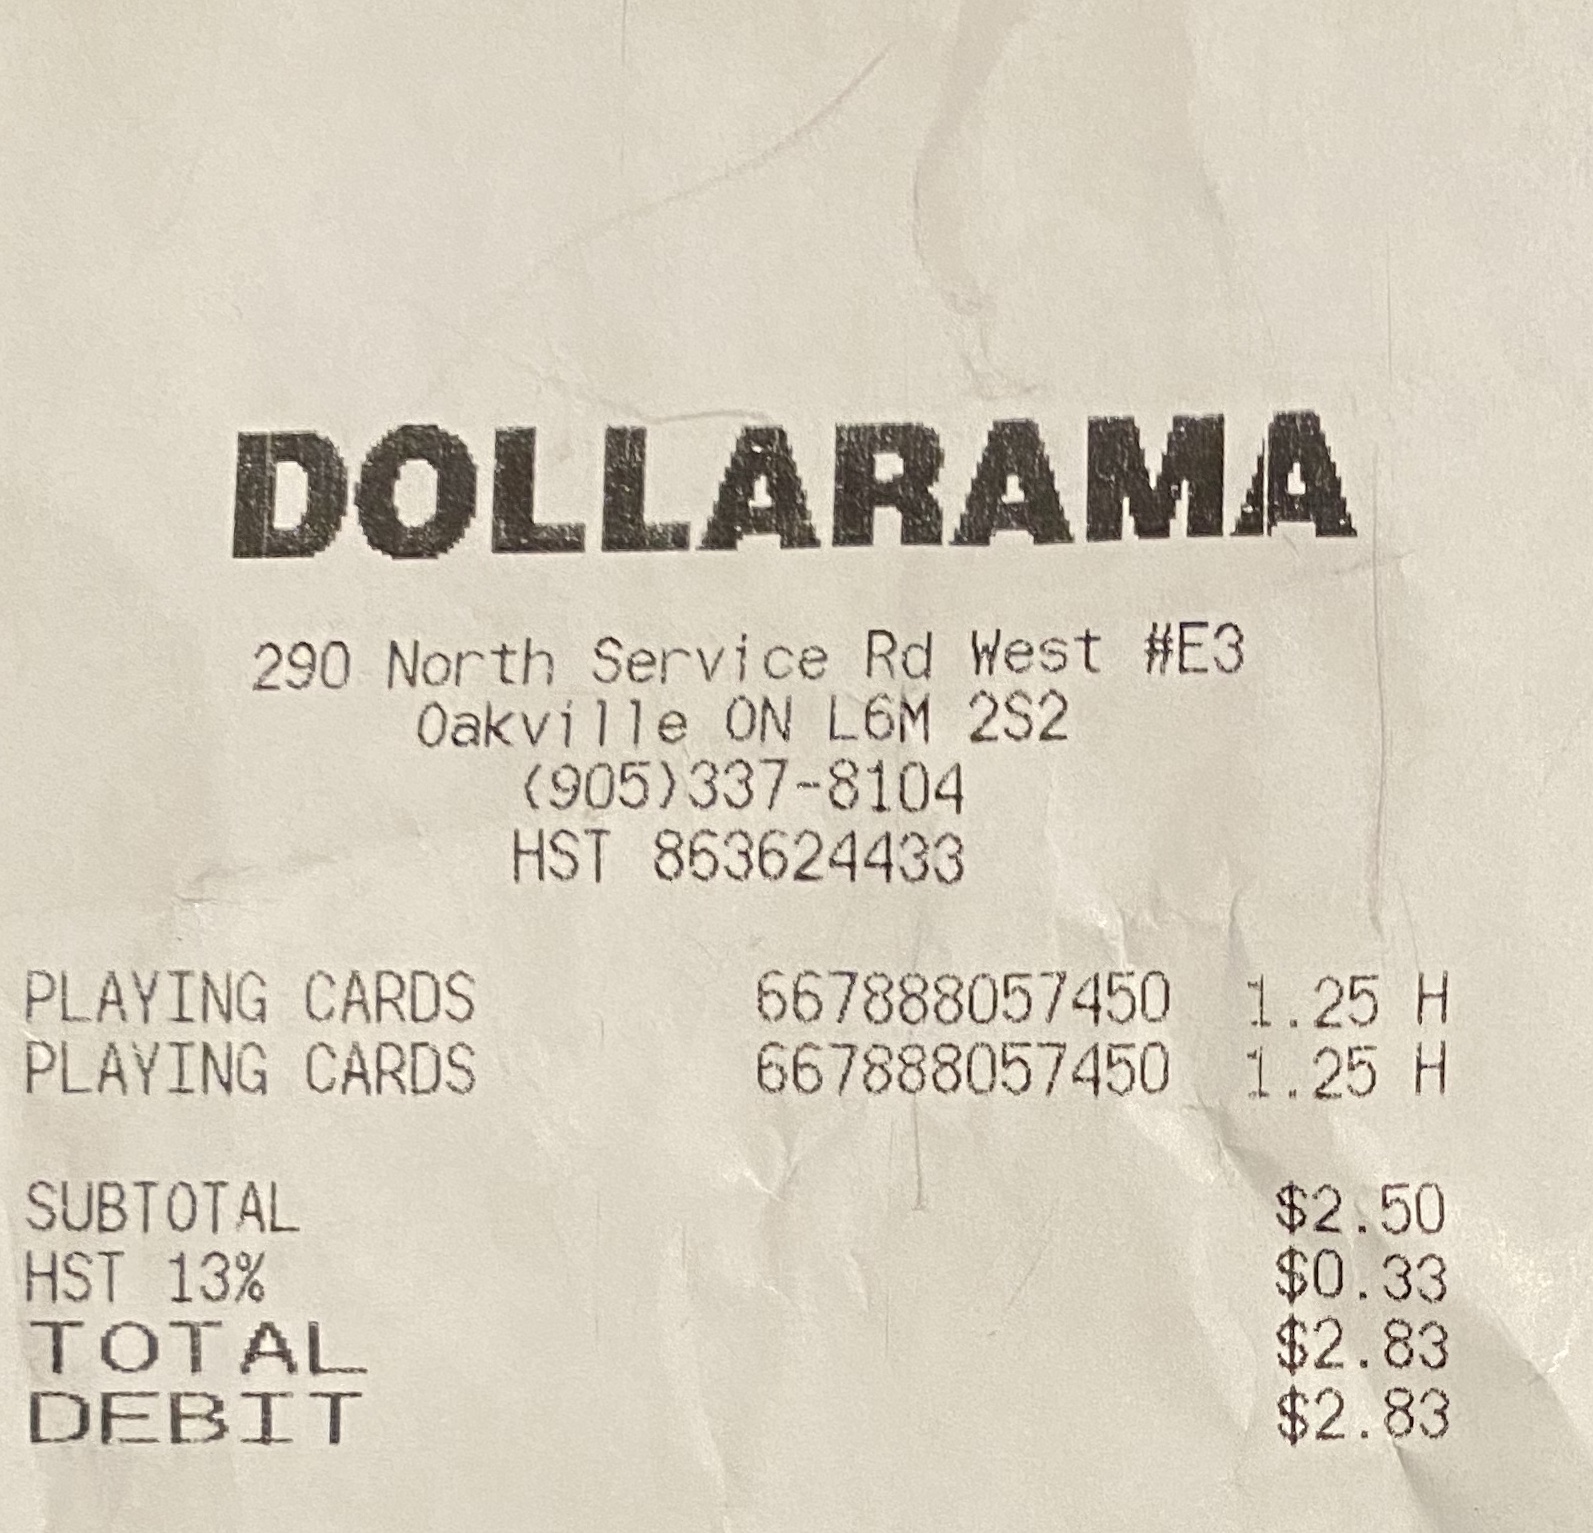 DOLLARAMA
290 North Service Rd West #E3
Oakville ON L6M 2S2
(905)337-8104
HST 863624433
PLAYING CARDS 667888057450 1.25 H
PLAYING CARDS 667888057450 1.25 H
SUBTOTAL $2.50
HST 13% $0.33
TOTAL $2.83
DEBIT $2.83